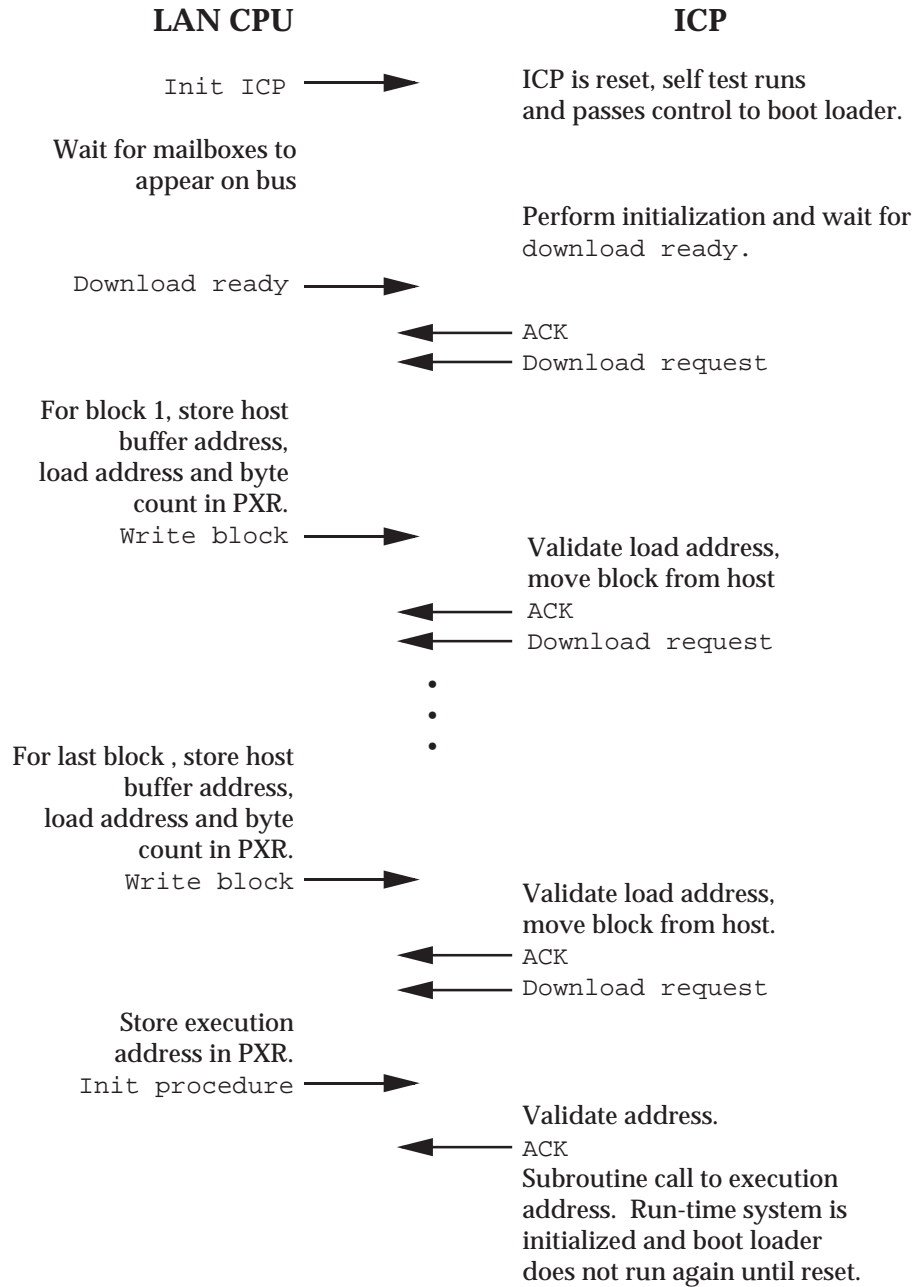 LAN CPU
ICP
Init ICP
ICP is reset, self test runs
and passes control to boot loader.
Wait for mailboxes to
appear on bus
Perform initialization and wait for
download ready.
Download ready
ACK
Download request
For block 1, store host
buffer address,
load address and byte
count in PXR.
Write block
Validate load address,
move block from host
ACK
Download request
For last block , store host
buffer address,
load address and byte
count in PXR.
Write block
Validate load address,
move block from host.
ACK
Download request
Store execution
address in PXR.
Init procedure
Validate address.
ACK
Subroutine call to execution
address. Run-time system is
initialized and boot loader
does not run again until reset.